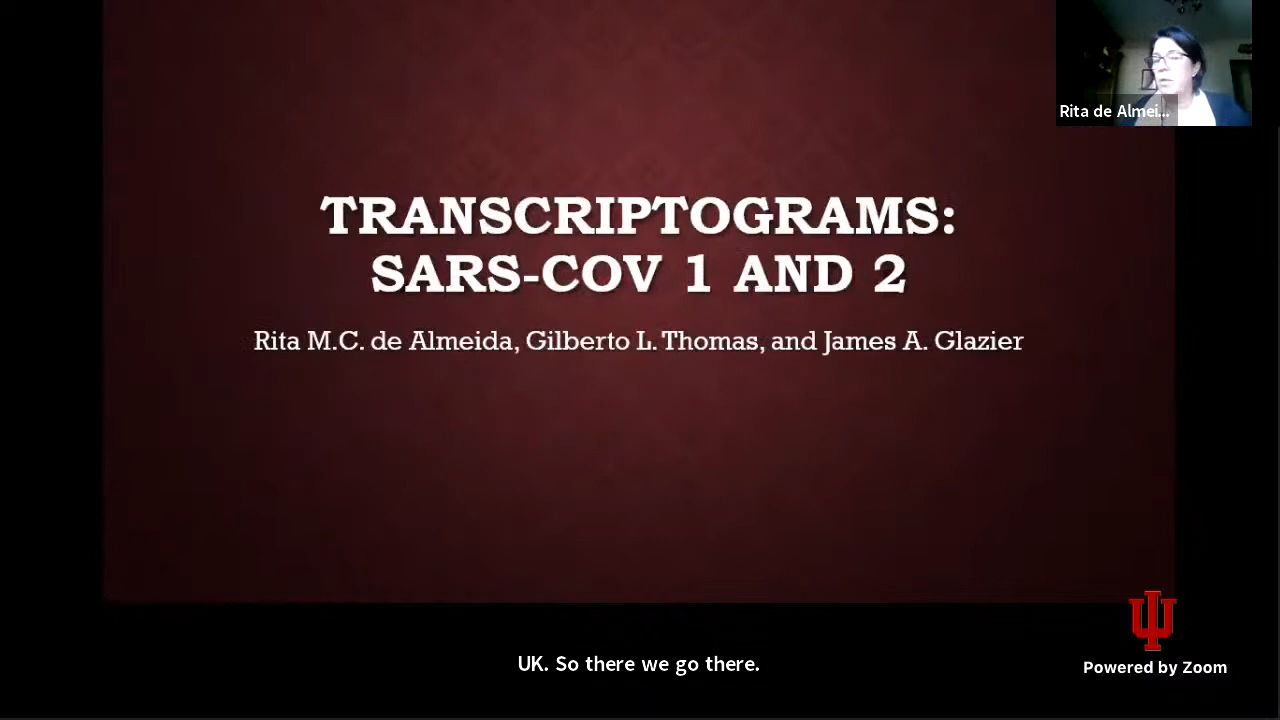 Rita de Almei...
TRANSCRIPTOGRAMS:
SARS-COV 1 AND 2
Rita M.C. de Almeida, Gilberto L. Thomas, and James A. Glazier
UK. So there we go there.
Powered by Zoom